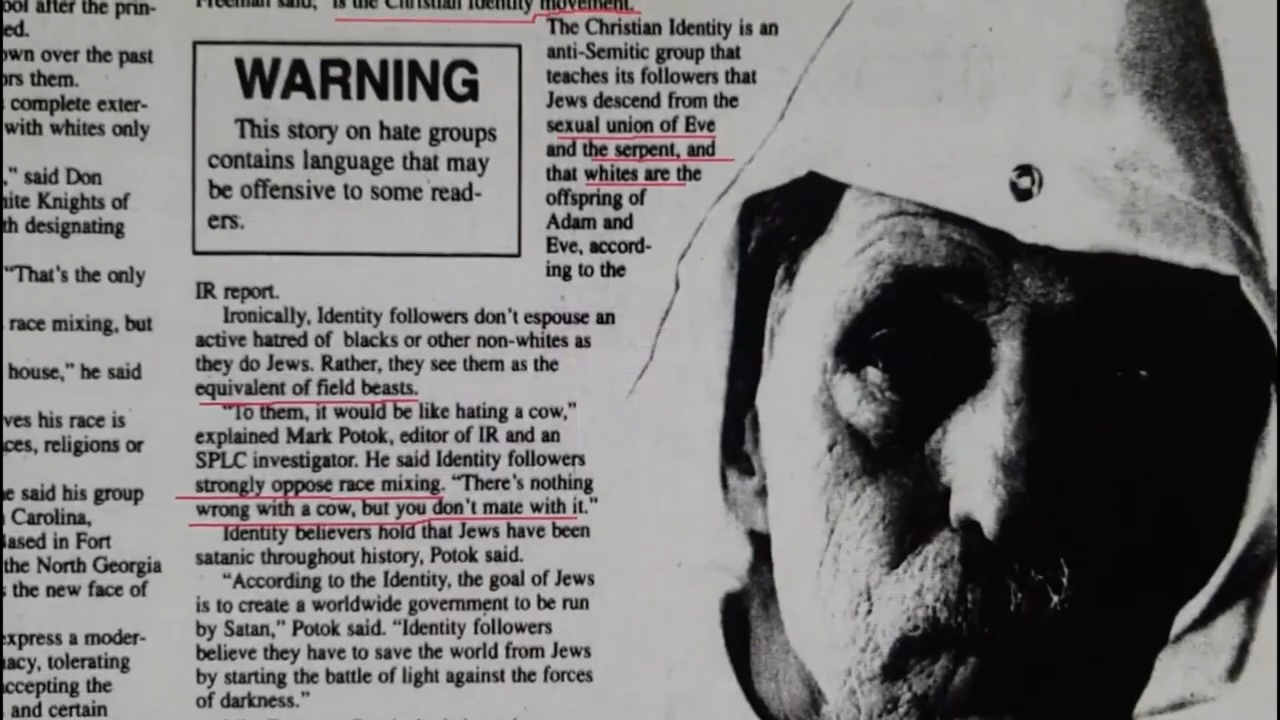 ool after the prin-
ed.
own over the past
ors them.
complete exter-
with whites only
," said Don
nite Knights of
th designating
"That's the only
race mixing, but
house," he said
ves his race is
ces, religions or
e said his group
Carolina,
ased in Fort
the North Georgia
the new face of
express a moder-
acy, tolerating
ccepting the
and certain
Freeman said, "is the Christian Identity movement.
WARNING
This story on hate groups
contains language that may
be offensive to some read-
ers.
The Christian Identity is an
anti-Semitic group that
teaches its followers that
Jews descend from the
sexual union of Eve
and the serpent, and
that whites are the
offspring of
Adam and
Eve, accord-
ing to the
IR report.
Ironically, Identity followers don't espouse an
active hatred of blacks or other non-whites as
they do Jews. Rather, they see them as the
equivalent of field beasts.
"To them, it would be like hating a cow,"
explained Mark Potok, editor of IR and an
SPLC investigator. He said Identity followers
strongly oppose race mixing. "There's nothing
wrong with a cow, but you don't mate with it."
Identity believers hold that Jews have been
satanic throughout history, Potok said.
"According to the Identity, the goal of Jews
is to create a worldwide government to be run
by Satan," Potok said. "Identity followers
believe they have to save the world from Jews
by starting the battle of light against the forces
of darkness."